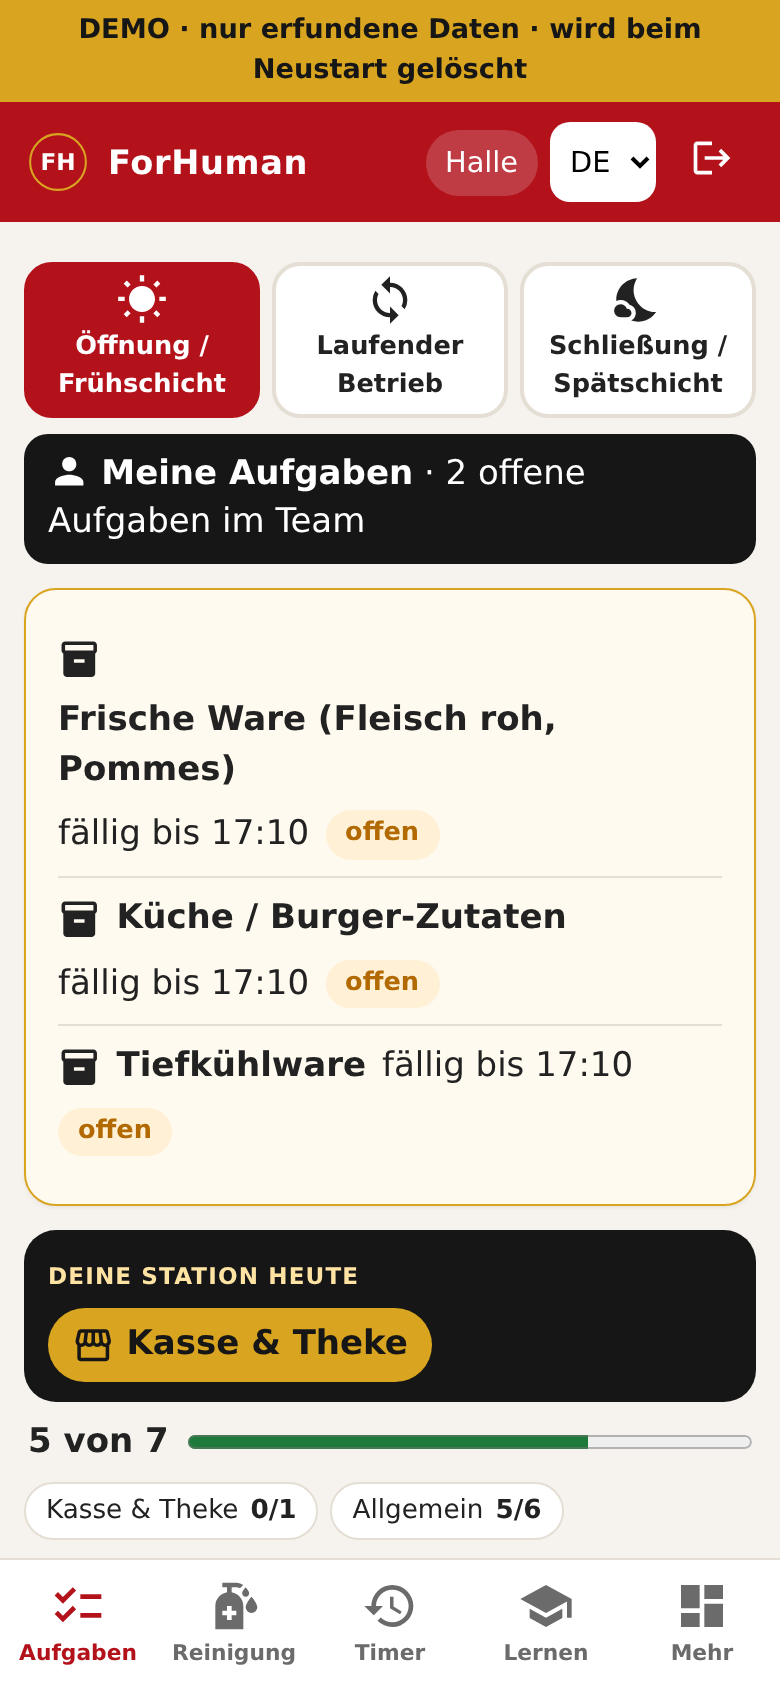 DEMO · nur erfundene Daten · wird beim
Neustart gelöscht
FH ForHuman Halle DE
Öffnung /
Frühschicht
Laufender
Betrieb
Schließung /
Spätschicht
Meine Aufgaben · 2 offene
Aufgaben im Team
Frische Ware (Fleisch roh,
Pommes)
fällig bis 17:10 offen
Küche / Burger-Zutaten
fällig bis 17:10 offen
Tiefkühlware fällig bis 17:10
offen
DEINE STATION HEUTE
Kasse & Theke
5 von 7
Kasse & Theke 0/1 Allgemein 5/6
Aufgaben Reinigung Timer Lernen Mehr